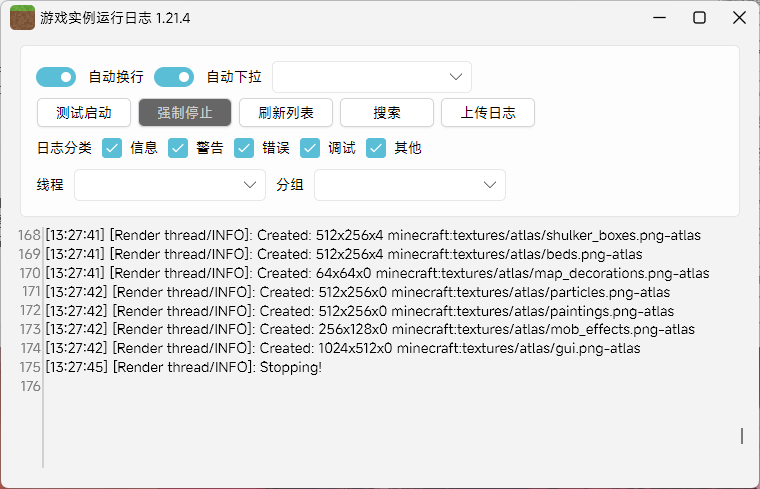 游戏实例运行日志 1.21.4
自动换行 自动下拉
测试启动 强制停止 刷新列表 搜索 上传日志
日志分类 信息 警告 错误 调试 其他
线程 分组
168 [13:27:41] [Render thread/INFO]: Created: 512x256x4 minecraft:textures/atlas/shulker_boxes.png-atlas
169 [13:27:41] [Render thread/INFO]: Created: 512x256x4 minecraft:textures/atlas/beds.png-atlas
170 [13:27:41] [Render thread/INFO]: Created: 64x64x0 minecraft:textures/atlas/map_decorations.png-atlas
171 [13:27:42] [Render thread/INFO]: Created: 512x256x0 minecraft:textures/atlas/particles.png-atlas
172 [13:27:42] [Render thread/INFO]: Created: 512x256x0 minecraft:textures/atlas/paintings.png-atlas
173 [13:27:42] [Render thread/INFO]: Created: 256x128x0 minecraft:textures/atlas/mob_effects.png-atlas
174 [13:27:42] [Render thread/INFO]: Created: 1024x512x0 minecraft:textures/atlas/gui.png-atlas
175 [13:27:45] [Render thread/INFO]: Stopping!
176